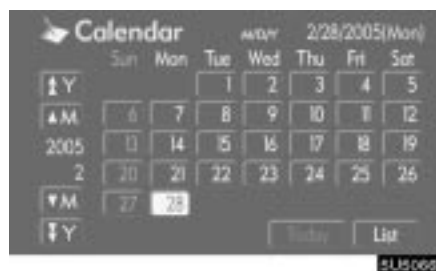 Calendar M/D/Y 2/28/2005(Mon)
Sun Mon Tue Wed Thu Fri Sat
Y 1 2 3 4 5
M 6 7 8 9 10 11 12
2005 13 14 15 16 17 18 19
2 20 21 22 23 24 25 26
M 27 28
Y Today List
5U5066